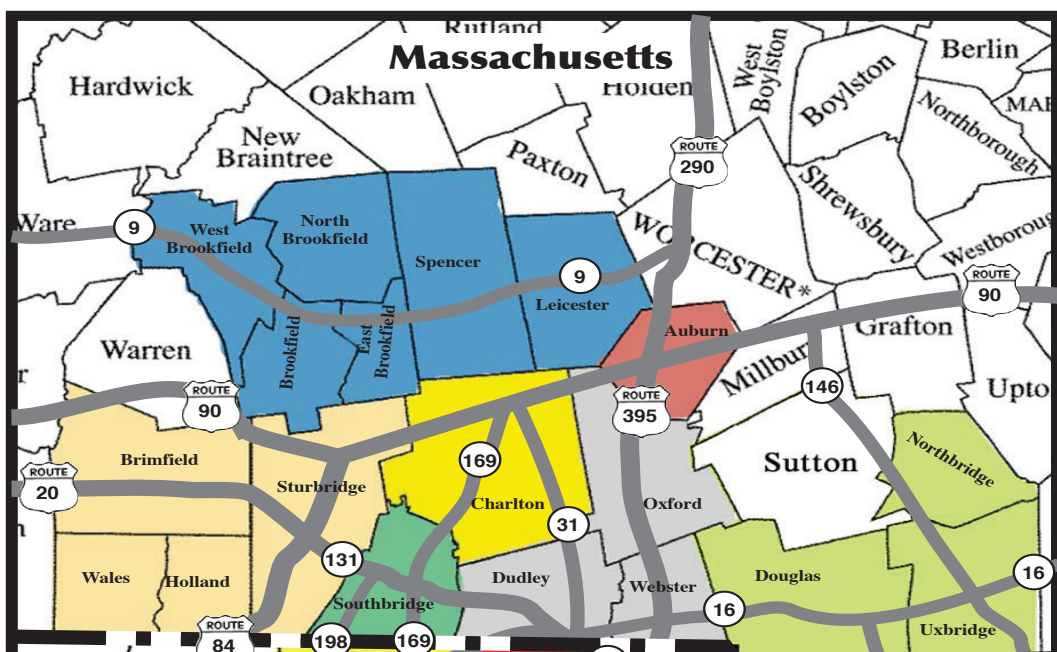 Rutland
Massachusetts
Berlin
West
Boylston
Boylston
Hardwick
Oakham
Holden
Northborough
New
Braintree
Paxton
ROUTE
290
Shrewsbury
Ware
9
West
Brookfield
North
Brookfield
Spencer
WORCESTER*
9
Leicester
ROUTE
90
Auburn
Grafton
Warren
Brookfield
East
Brookfield
Millbur
146
Upto
ROUTE
90
ROUTE
395
Brimfield
169
Sutton
Northbridge
ROUTE
20
Sturbridge
Charlton
31
Oxford
131
Wales
Holland
Southbridge
Dudley
Webster
Douglas
16
16
Uxbridge
ROUTE
84
198
169